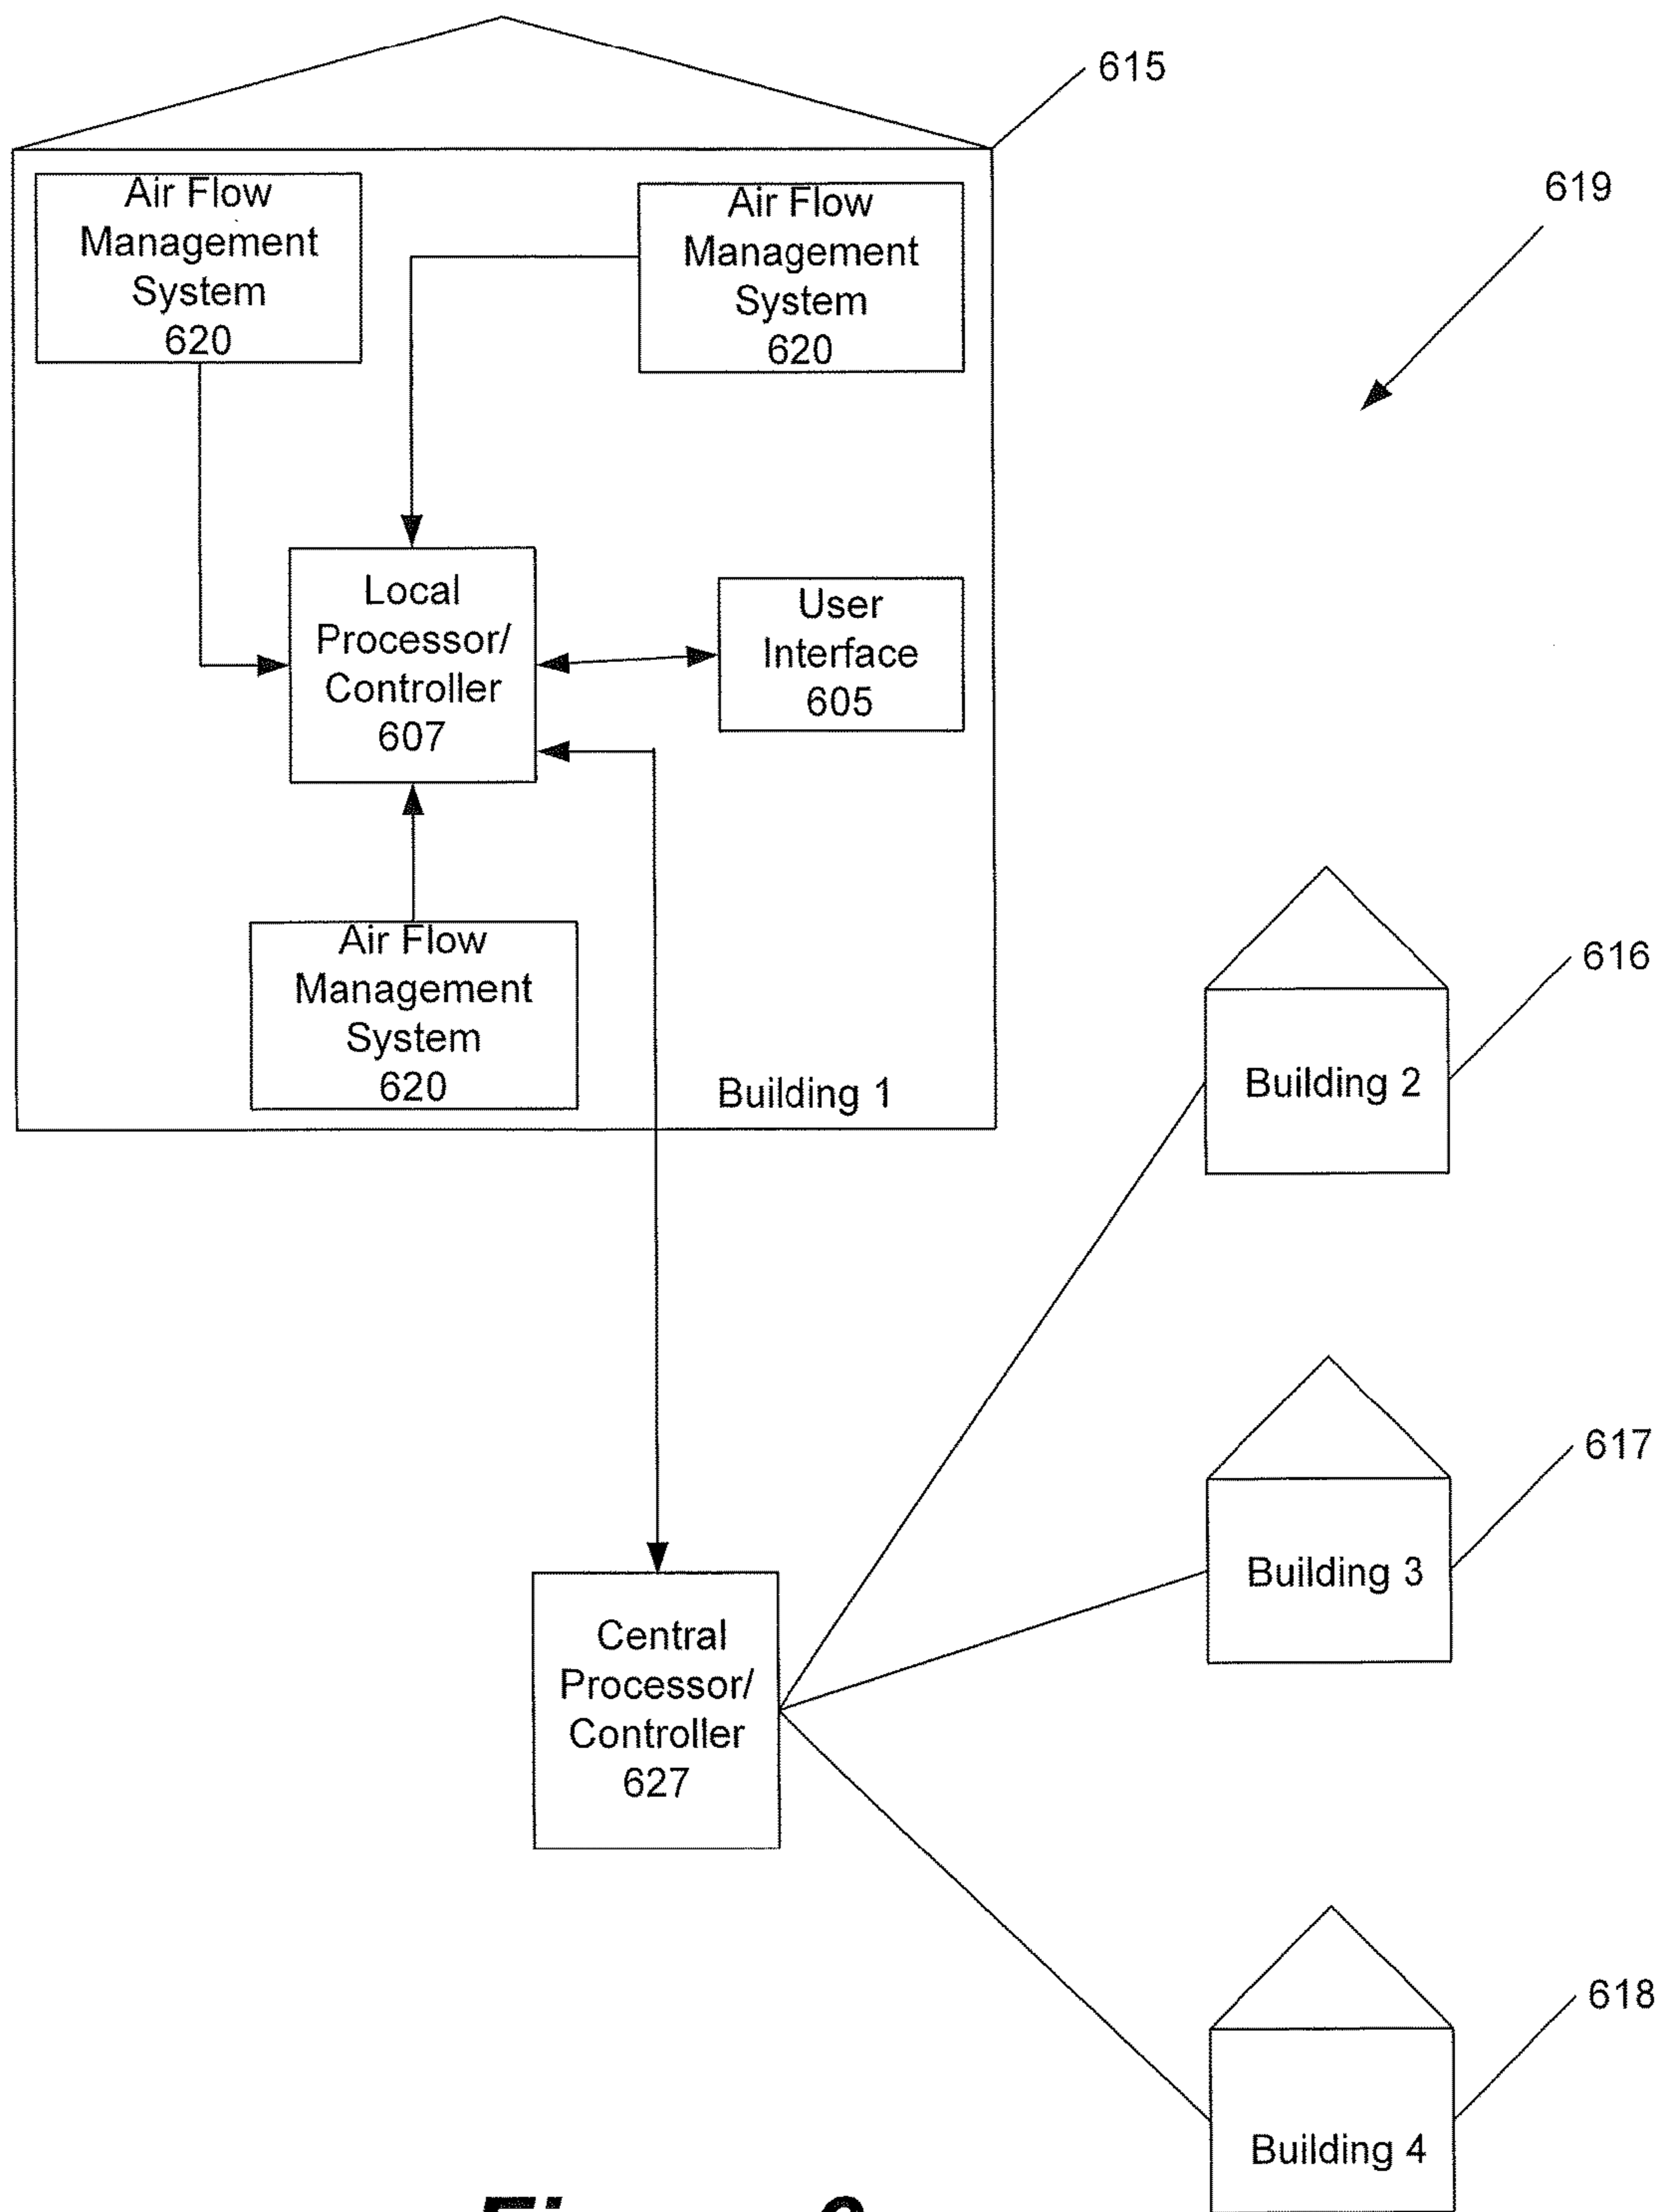 615
619
Air Flow
Management
System
620
Air Flow
Management
System
620
Local
Processor/
Controller
607
User
Interface
605
Air Flow
Management
System
620
Building 1
616
Building 2
617
Building 3
Central
Processor/
Controller
627
618
Building 4